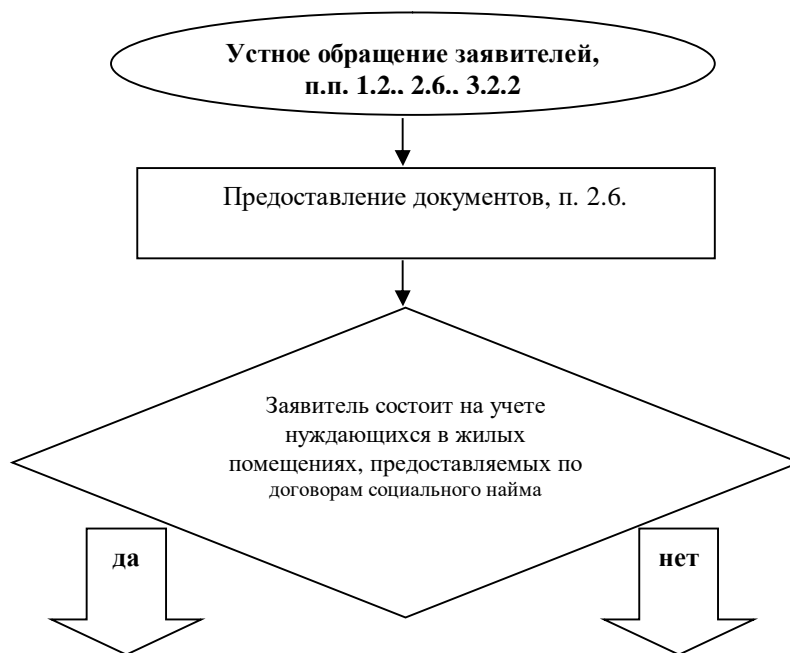 Устное обращение заявителей,
п.п. 1.2., 2.6., 3.2.2
Предоставление документов, п. 2.6.
Заявитель состоит на учете
нуждающихся в жилых
помещениях, предоставляемых по
договорам социального найма
да
нет